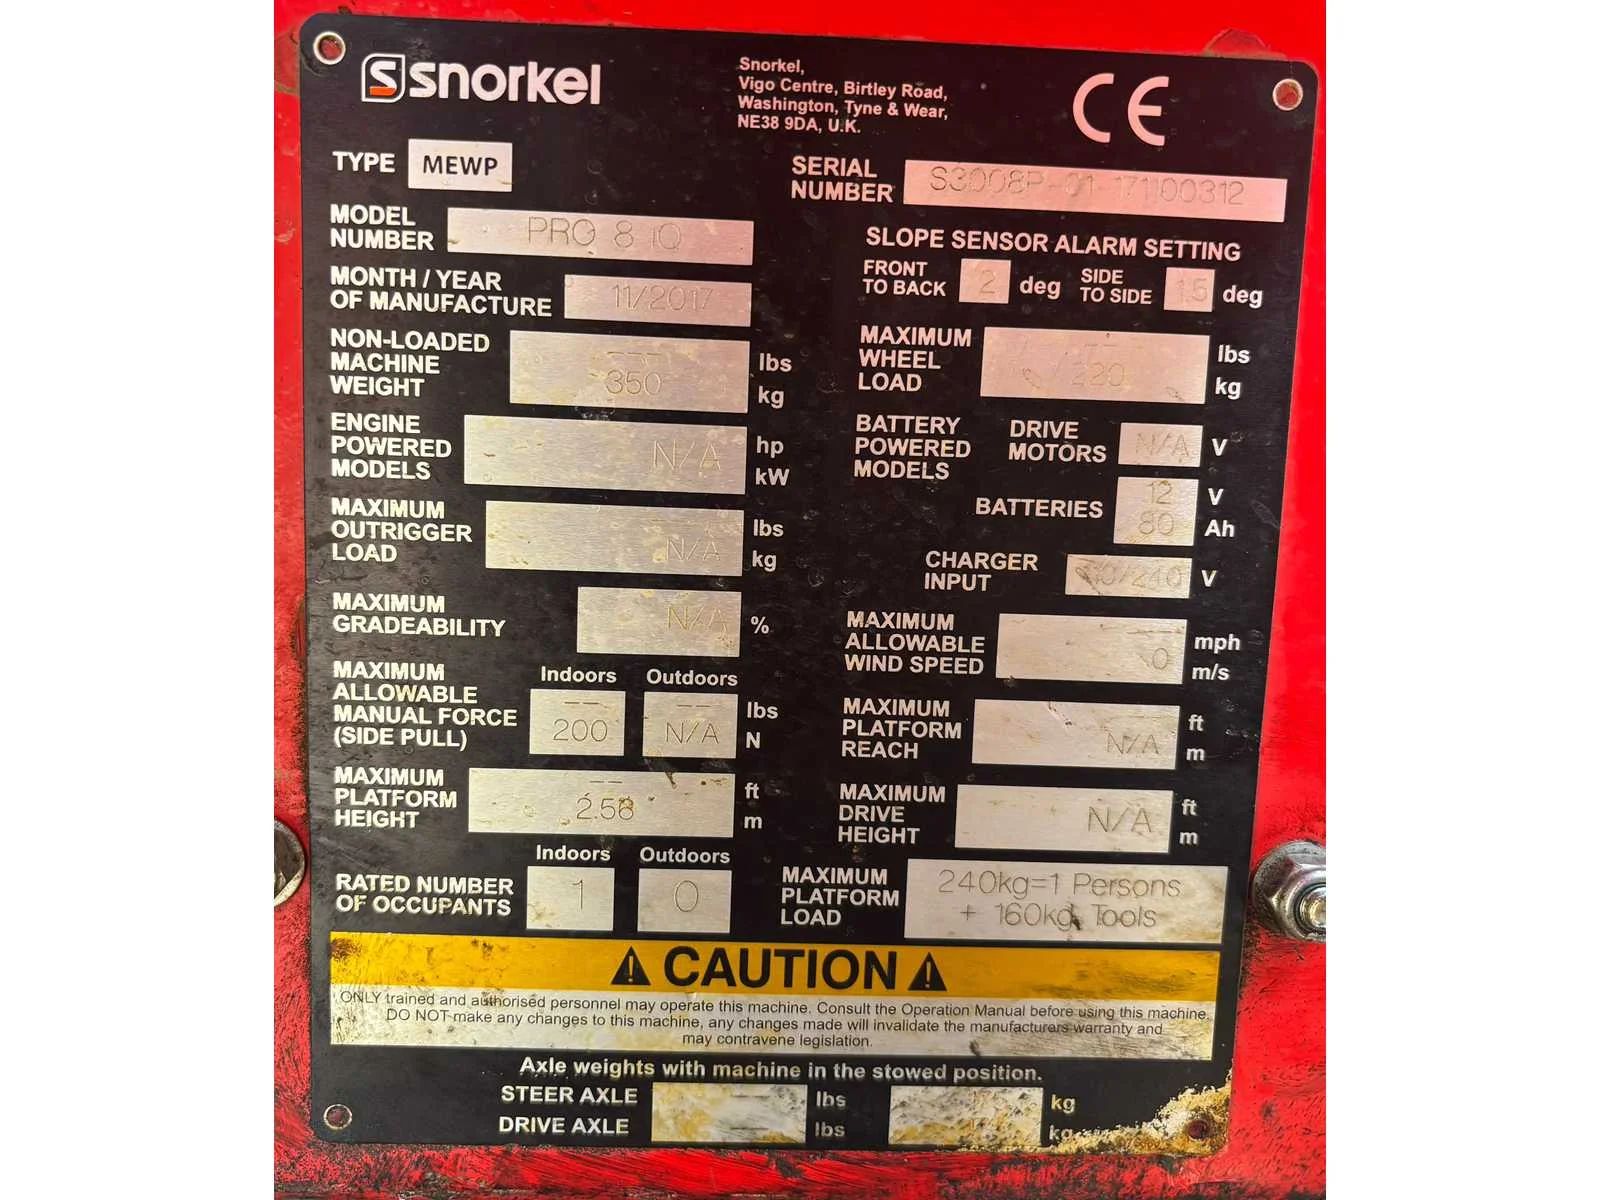 snorkel
Snorkel,
Vigo Centre, Birtley Road,
Washington, Tyne & Wear,
NE38 9DA, U.K.
CE
TYPE MEWP
SERIAL NUMBER S3008P-01-171100312
MODEL NUMBER PRO 8 iQ
SLOPE SENSOR ALARM SETTING
FRONT TO BACK 2 deg SIDE TO SIDE 1.5 deg
MONTH / YEAR OF MANUFACTURE 11/2017
NON-LOADED MACHINE WEIGHT --- lbs
350 kg
MAXIMUM WHEEL LOAD --- lbs
220 kg
ENGINE POWERED MODELS N/A hp
kW
BATTERY POWERED MODELS
DRIVE MOTORS N/A V
BATTERIES 12 V
80 Ah
MAXIMUM OUTRIGGER LOAD lbs
N/A kg
CHARGER INPUT 110/240 V
MAXIMUM GRADEABILITY N/A %
MAXIMUM ALLOWABLE WIND SPEED mph
0 m/s
MAXIMUM ALLOWABLE MANUAL FORCE (SIDE PULL)
Indoors Outdoors
-- -- lbs
200 N/A N
MAXIMUM PLATFORM REACH ft
N/A m
MAXIMUM PLATFORM HEIGHT -- ft
2.58 m
MAXIMUM DRIVE HEIGHT ft
N/A m
Indoors Outdoors
RATED NUMBER OF OCCUPANTS 1 0
MAXIMUM PLATFORM LOAD 240kg=1 Persons
+ 160kg Tools
CAUTION
ONLY trained and authorised personnel may operate this machine. Consult the Operation Manual before using this machine.
DO NOT make any changes to this machine, any changes made will invalidate the manufacturers warranty and
may contravene legislation.
Axle weights with machine in the stowed position.
STEER AXLE lbs kg
DRIVE AXLE lbs kg